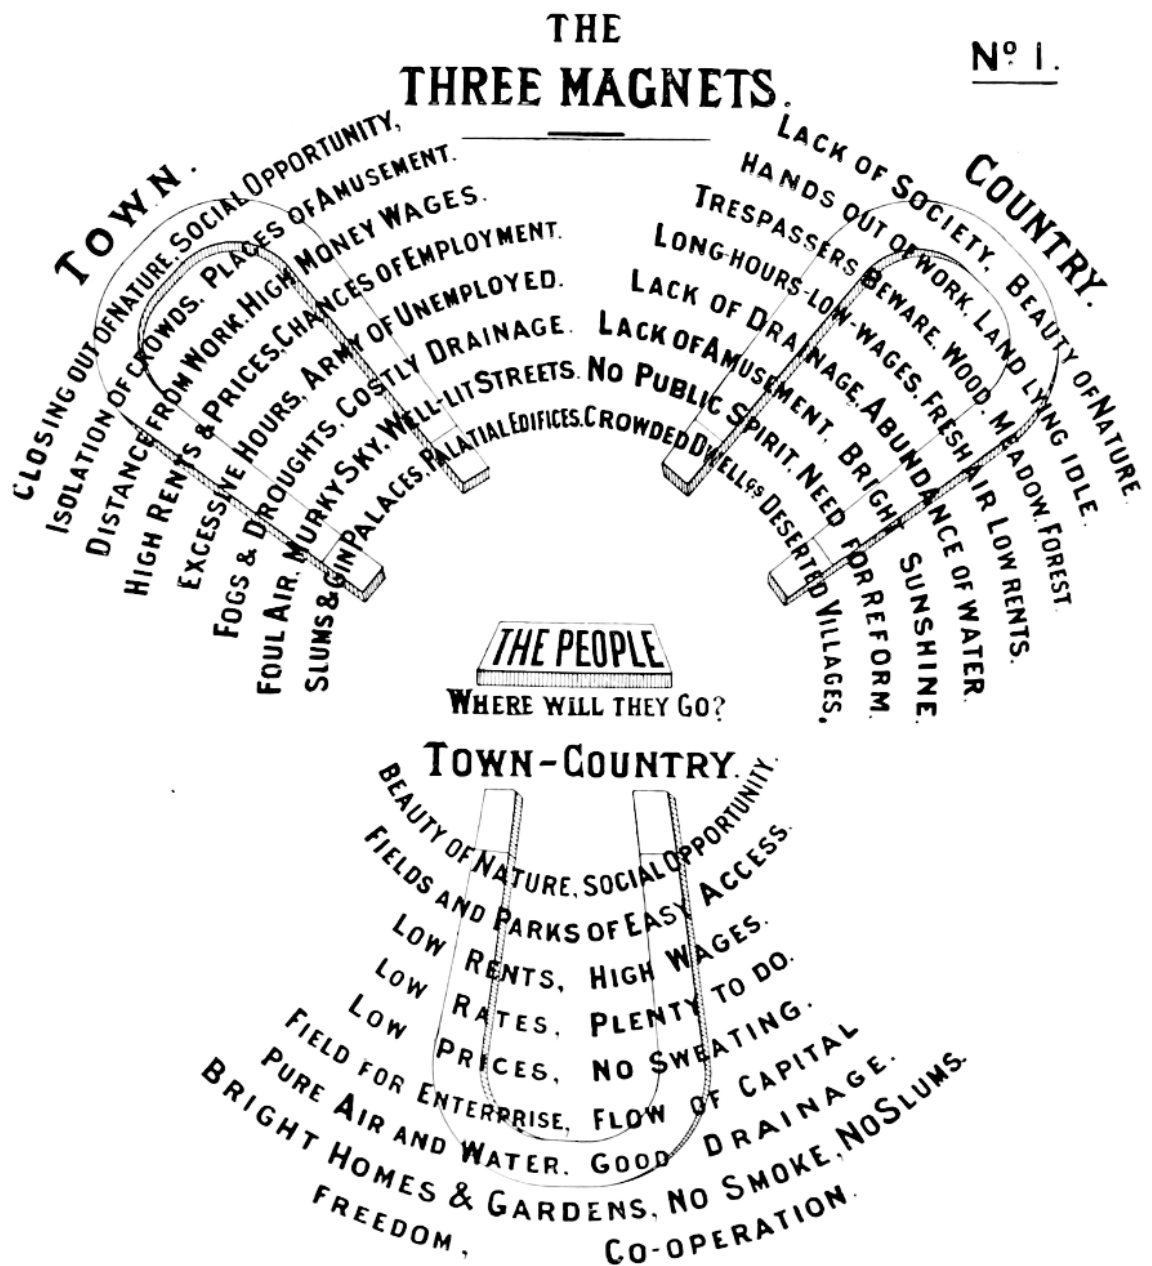 THE
THREE MAGNETS.
Nº 1.
TOWN.
CLOSING OUT OF NATURE. SOCIAL OPPORTUNITY,
ISOLATION OF CROWDS. PLACES OF AMUSEMENT.
DISTANCE FROM WORK. HIGH MONEY WAGES.
HIGH RENTS & PRICES. CHANCES OF EMPLOYMENT.
EXCESSIVE HOURS, ARMY OF UNEMPLOYED.
FOGS & DROUGHTS. COSTLY DRAINAGE.
FOUL AIR. MURKY SKY. WELL-LIT STREETS.
SLUMS & GIN PALACES. PALATIAL EDIFICES.
COUNTRY.
LACK OF SOCIETY. BEAUTY OF NATURE.
HANDS OUT OF WORK. LAND LYING IDLE.
TRESPASSERS BEWARE. WOOD. MEADOW. FOREST.
LONG-HOURS-LOW-WAGES. FRESH AIR LOW RENTS.
LACK OF DRAINAGE. ABUNDANCE OF WATER.
LACK OF AMUSEMENT. BRIGHT SUNSHINE.
NO PUBLIC SPIRIT. NEED FOR REFORM.
CROWDED DWELLGS DESERTED VILLAGES,
THE PEOPLE
WHERE WILL THEY GO?
TOWN-COUNTRY.
BEAUTY OF NATURE, SOCIAL OPPORTUNITY.
FIELDS AND PARKS OF EASY ACCESS.
LOW RENTS, HIGH WAGES.
LOW RATES, PLENTY TO DO.
LOW PRICES, NO SWEATING.
FIELD FOR ENTERPRISE, FLOW OF CAPITAL
PURE AIR AND WATER. GOOD DRAINAGE.
BRIGHT HOMES & GARDENS, NO SMOKE, NO SLUMS.
FREEDOM, CO-OPERATION.